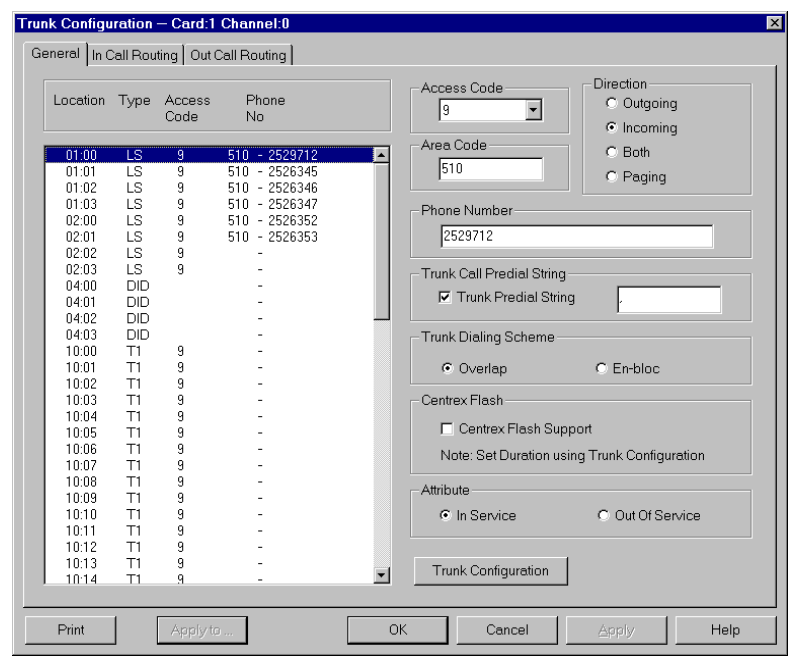 Trunk Configuration — Card:1 Channel:0
General In Call Routing Out Call Routing
Location Type Access Code Phone No
01:00 LS 9 510 - 2529712
01:01 LS 9 510 - 2526345
01:02 LS 9 510 - 2526346
01:03 LS 9 510 - 2526347
02:00 LS 9 510 - 2526352
02:01 LS 9 510 - 2526353
02:02 LS 9 -
02:03 LS 9 -
04:00 DID -
04:01 DID -
04:02 DID -
04:03 DID -
10:00 T1 9 -
10:01 T1 9 -
10:02 T1 9 -
10:03 T1 9 -
10:04 T1 9 -
10:05 T1 9 -
10:06 T1 9 -
10:07 T1 9 -
10:08 T1 9 -
10:09 T1 9 -
10:10 T1 9 -
10:11 T1 9 -
10:12 T1 9 -
10:13 T1 9 -
10:14 T1 9 -
Access Code
9
Area Code
510
Direction
Outgoing
Incoming
Both
Paging
Phone Number
2529712
Trunk Call Predial String
Trunk Predial String ,
Trunk Dialing Scheme
Overlap En-bloc
Centrex Flash
Centrex Flash Support
Note: Set Duration using Trunk Configuration
Attribute
In Service Out Of Service
Trunk Configuration
Print Apply to ... OK Cancel Apply Help